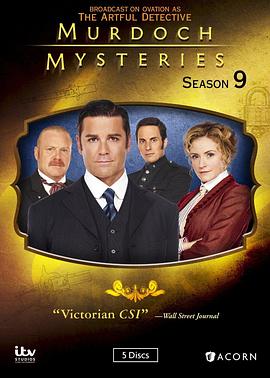 BROADCAST ON OVATION AS
THE ARTFUL DETECTIVE
MURDOCH
MYSTERIES
SEASON 9
"Victorian CSI" —Wall Street Journal
5 Discs
itv
STUDIOS
ACORN